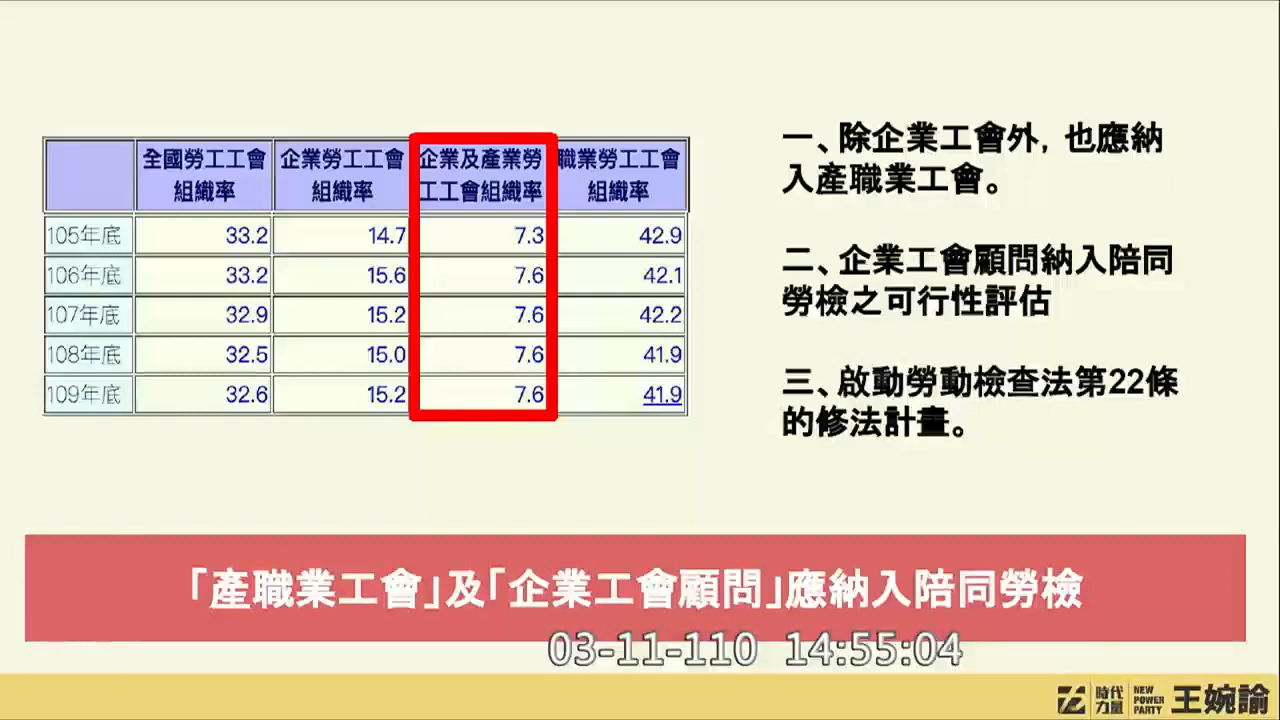 全國勞工工會組織率 企業勞工工會組織率 企業及產業勞工工會組織率 職業勞工工會組織率
105年底 33.2 14.7 7.3 42.9
106年底 33.2 15.6 7.6 42.1
107年底 32.9 15.2 7.6 42.2
108年底 32.5 15.0 7.6 41.9
109年底 32.6 15.2 7.6 41.9
一、除企業工會外，也應納
入產職業工會。
二、企業工會顧問納入陪同
勞檢之可行性評估
三、啟動勞動檢查法第22條
的修法計畫。
「產職業工會」及「企業工會顧問」應納入陪同勞檢
03-11-110 14:55:04
時代力量 NEW POWER PARTY 王婉諭